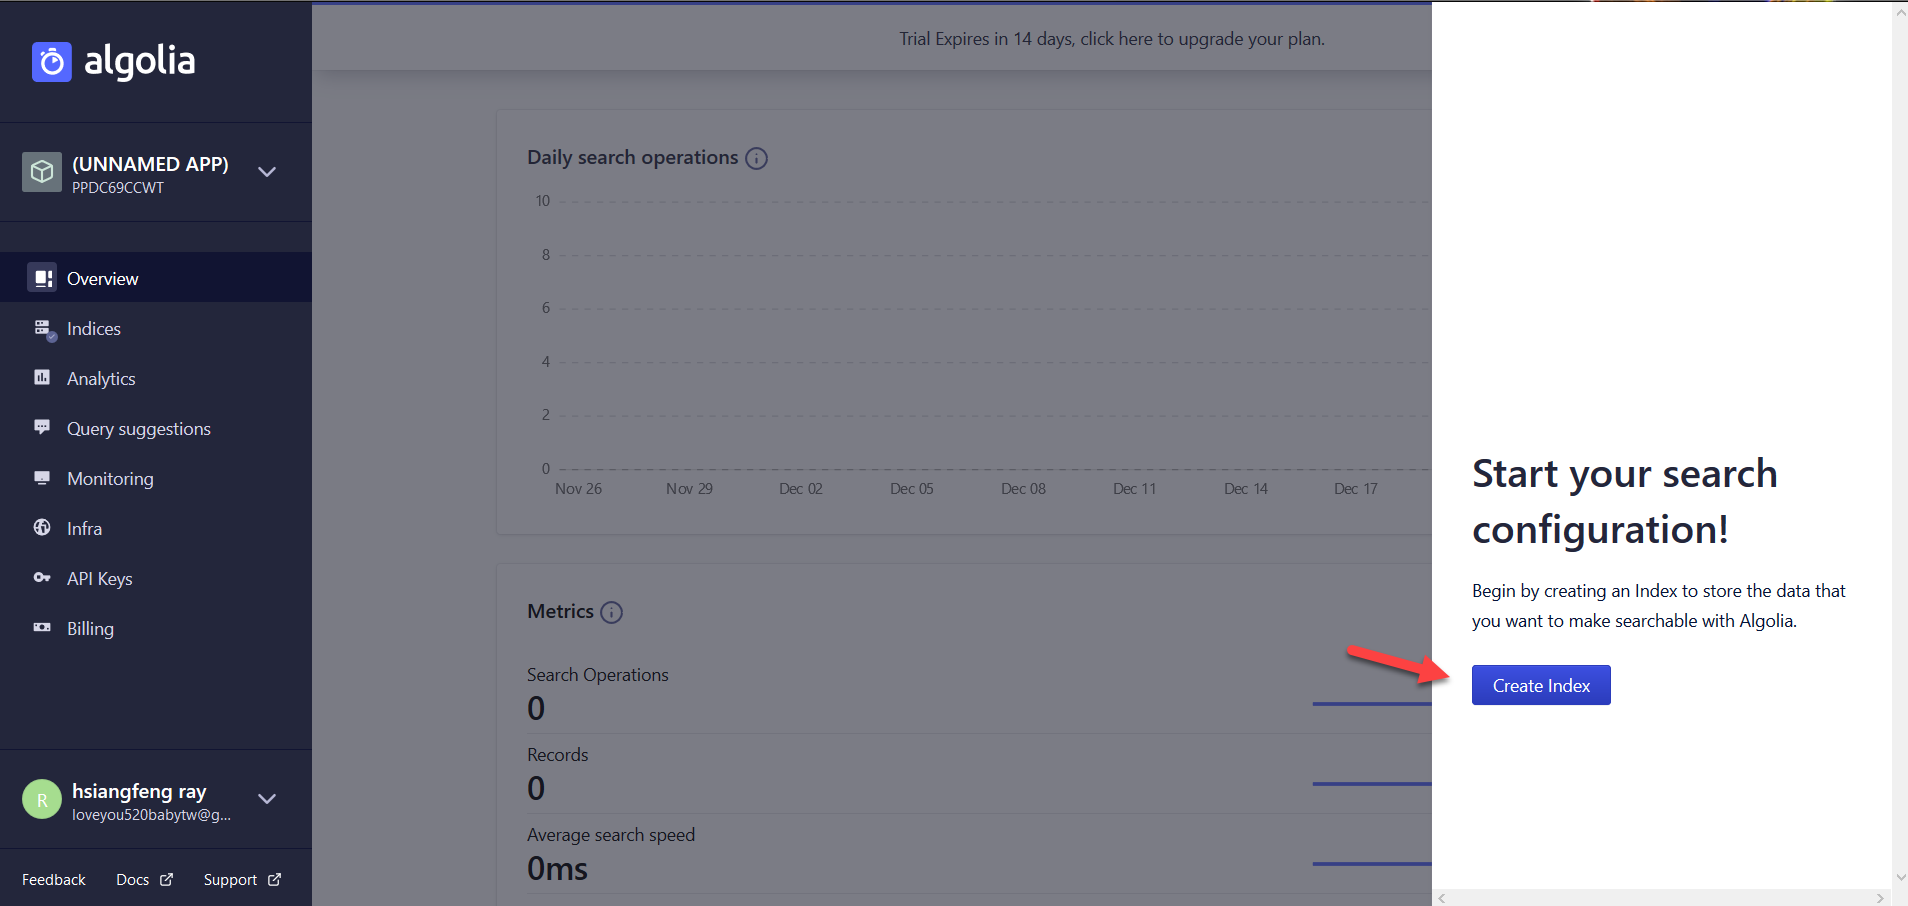 algolia
(UNNAMED APP)
PPDC69CCWT
Overview
Indices
Analytics
Query suggestions
Monitoring
Infra
API Keys
Billing
R
hsiangfeng ray
loveyou520babytw@g...
Feedback
Docs
Support
Trial Expires in 14 days, click here to upgrade your plan.
Daily search operations
10
8
6
4
2
0
Nov 26 Nov 29 Dec 02 Dec 05 Dec 08 Dec 11 Dec 14 Dec 17
Metrics
Search Operations
0
Records
0
Average search speed
0ms
Start your search
configuration!
Begin by creating an Index to store the data that
you want to make searchable with Algolia.
Create Index